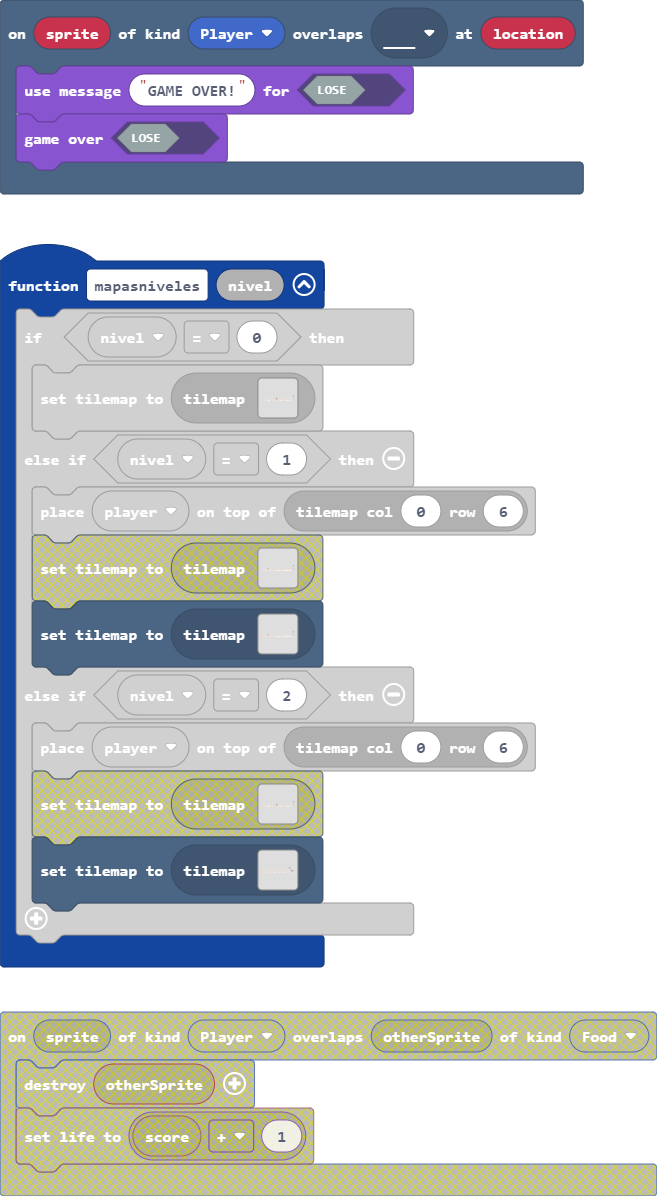 on sprite of kind Player overlaps ___ at location
use message "GAME OVER!" for LOSE
game over LOSE
function mapasniveles nivel
if nivel = 0 then
set tilemap to tilemap
else if nivel = 1 then
place player on top of tilemap col 0 row 6
set tilemap to tilemap
set tilemap to tilemap
else if nivel = 2 then
place player on top of tilemap col 0 row 6
set tilemap to tilemap
set tilemap to tilemap
on sprite of kind Player overlaps otherSprite of kind Food
destroy otherSprite
set life to score + 1